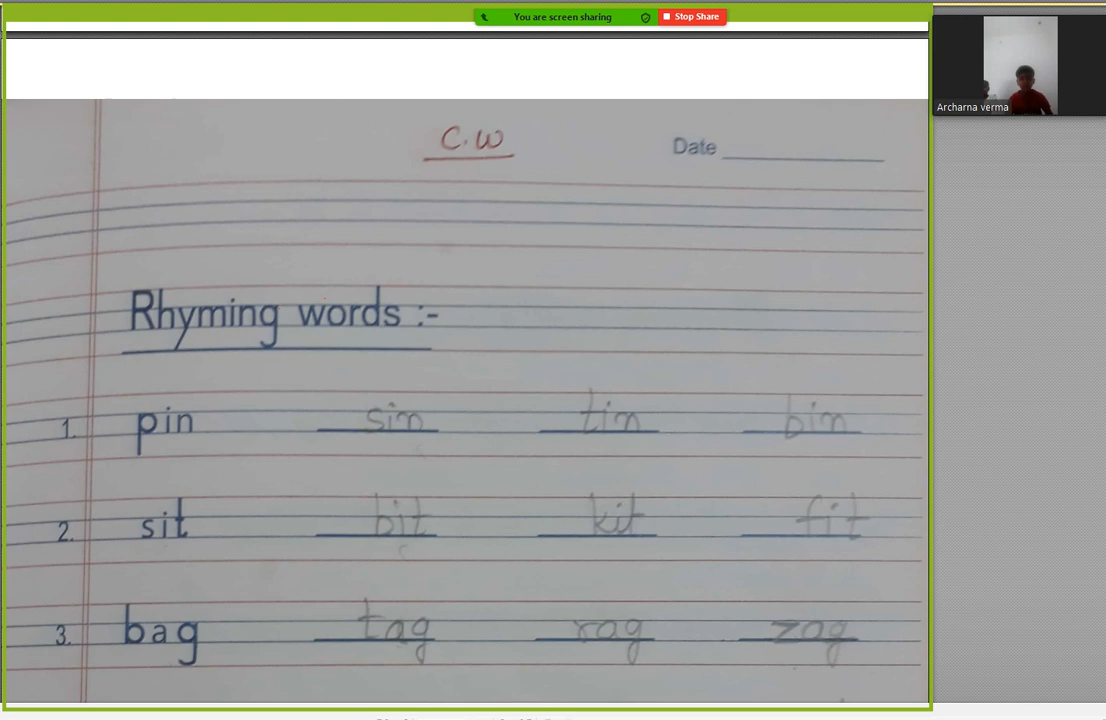 You are screen sharing Stop Share
Archarna verma
C.W
Date
Rhyming words :-
1. pin sin tin bin
2. sit bit kit fit
3. bag tag rag zag